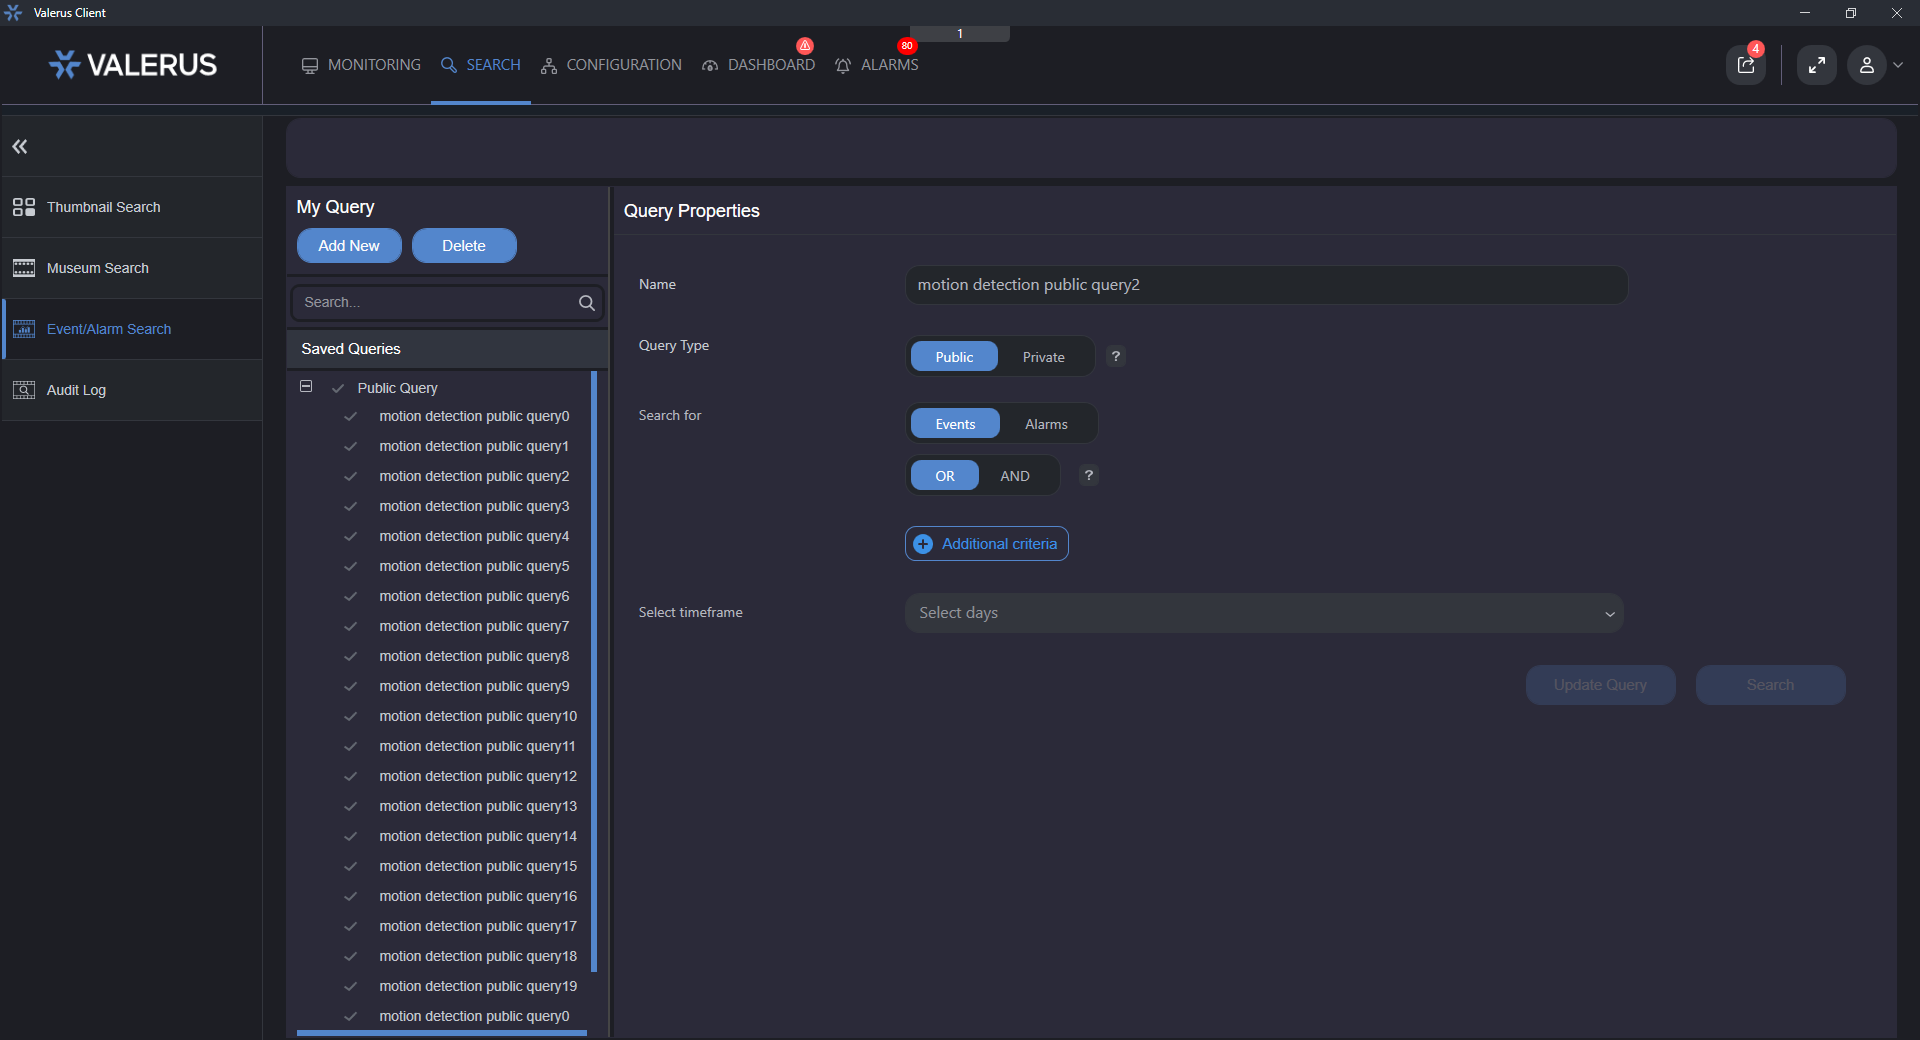 Valerus Client
VALERUS
MONITORING
SEARCH
CONFIGURATION
DASHBOARD
80
ALARMS
1
4
Thumbnail Search
Museum Search
Event/Alarm Search
Audit Log
My Query
Add New
Delete
Search...
Saved Queries
Public Query
motion detection public query0
motion detection public query1
motion detection public query2
motion detection public query3
motion detection public query4
motion detection public query5
motion detection public query6
motion detection public query7
motion detection public query8
motion detection public query9
motion detection public query10
motion detection public query11
motion detection public query12
motion detection public query13
motion detection public query14
motion detection public query15
motion detection public query16
motion detection public query17
motion detection public query18
motion detection public query19
motion detection public query0
Query Properties
Name
motion detection public query2
Query Type
Public
Private
?
Search for
Events
Alarms
OR
AND
?
Additional criteria
Select timeframe
Select days
Update Query
Search